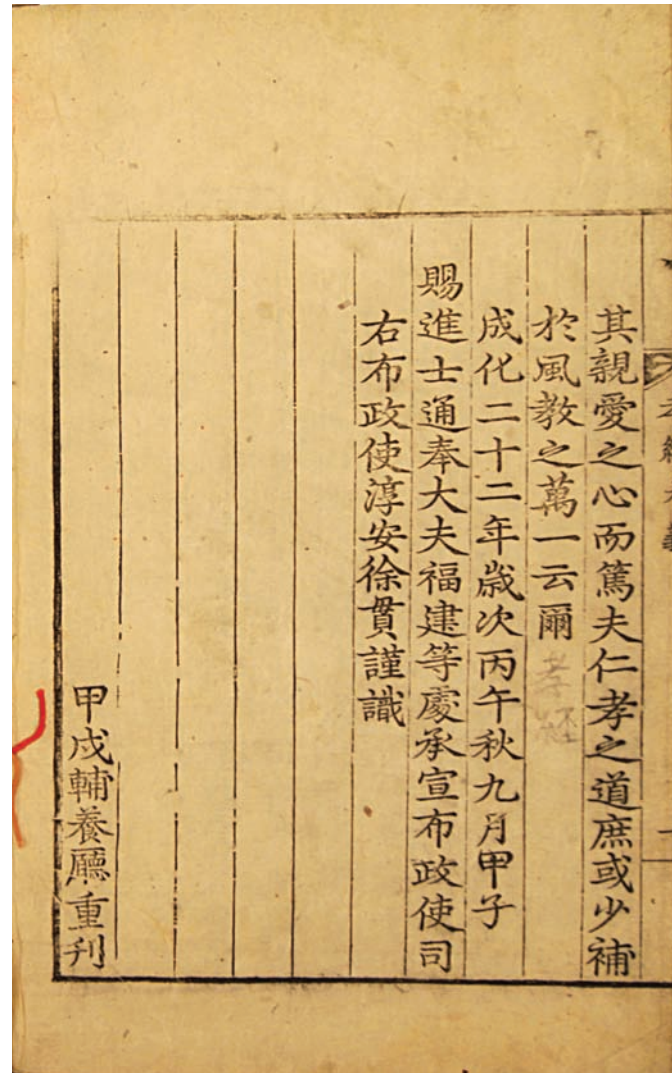 其親愛之心而篤夫仁孝之道庶或少補
於風教之萬一云爾
孝經
成化二十二年歲次丙午秋九月甲子
賜進士通奉大夫福建等處承宣布政使司
右布政使淳安徐貫謹識
甲戌輔養廳重刊